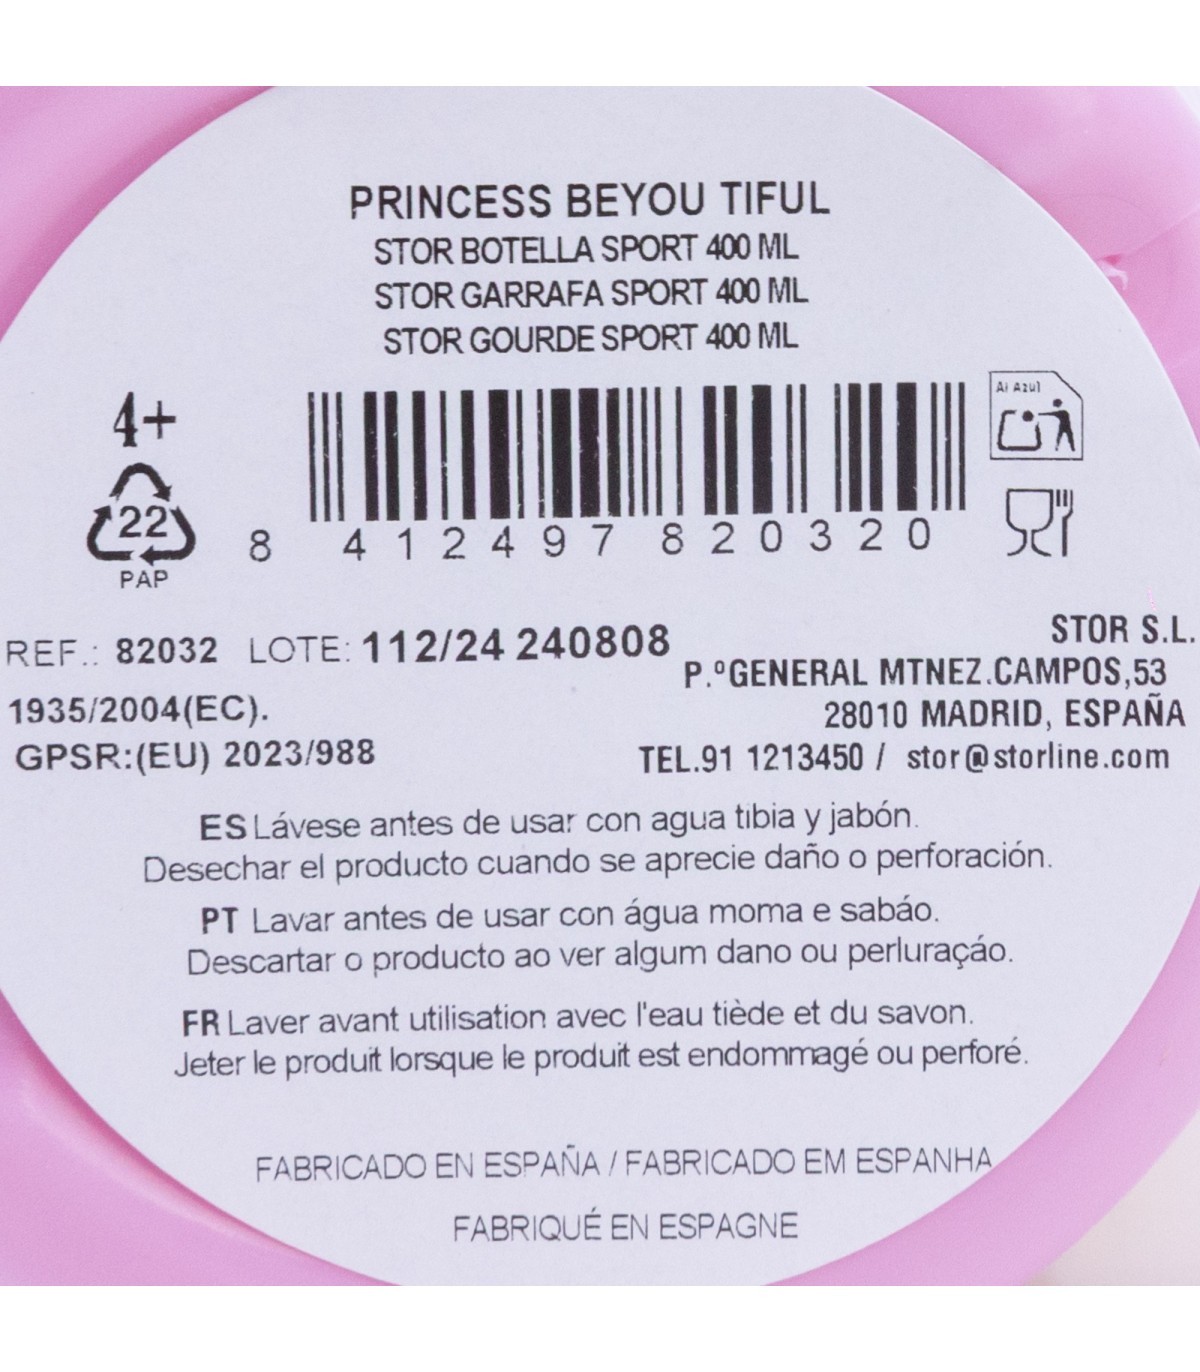 PRINCESS BEYOU TIFUL
STOR BOTELLA SPORT 400 ML
STOR GARRAFA SPORT 400 ML
STOR GOURDE SPORT 400 ML
4+
22
PAP
8 412497 820320
Al Azul
REF.: 82032 LOTE: 112/24 240808
1935/2004(EC).
GPSR:(EU) 2023/988
STOR S.L.
P.ºGENERAL MTNEZ.CAMPOS,53
28010 MADRID, ESPAÑA
TEL.91 1213450 / stor@storline.com
ES Lávese antes de usar con agua tibia y jabón.
Desechar el producto cuando se aprecie daño o perforación.
PT Lavar antes de usar con água moma e sabáo.
Descartar o producto ao ver algum dano ou perluraçáo.
FR Laver avant utilisation avec l'eau tiède et du savon.
Jeter le produit lorsque le produit est endommagé ou perforé.
FABRICADO EN ESPAÑA / FABRICADO EM ESPANHA
FABRIQUÉ EN ESPAGNE